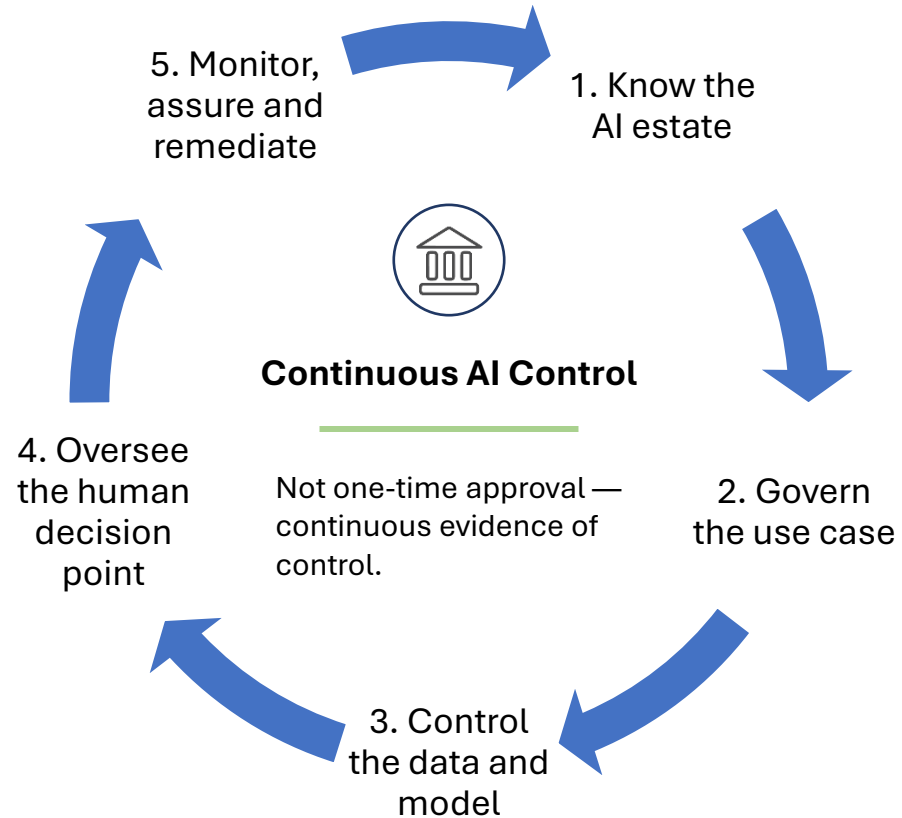 5. Monitor,
assure and
remediate
1. Know the
AI estate
Continuous AI Control
4. Oversee
the human
decision
point
Not one-time approval —
continuous evidence of
control.
2. Govern
the use case
3. Control
the data and
model